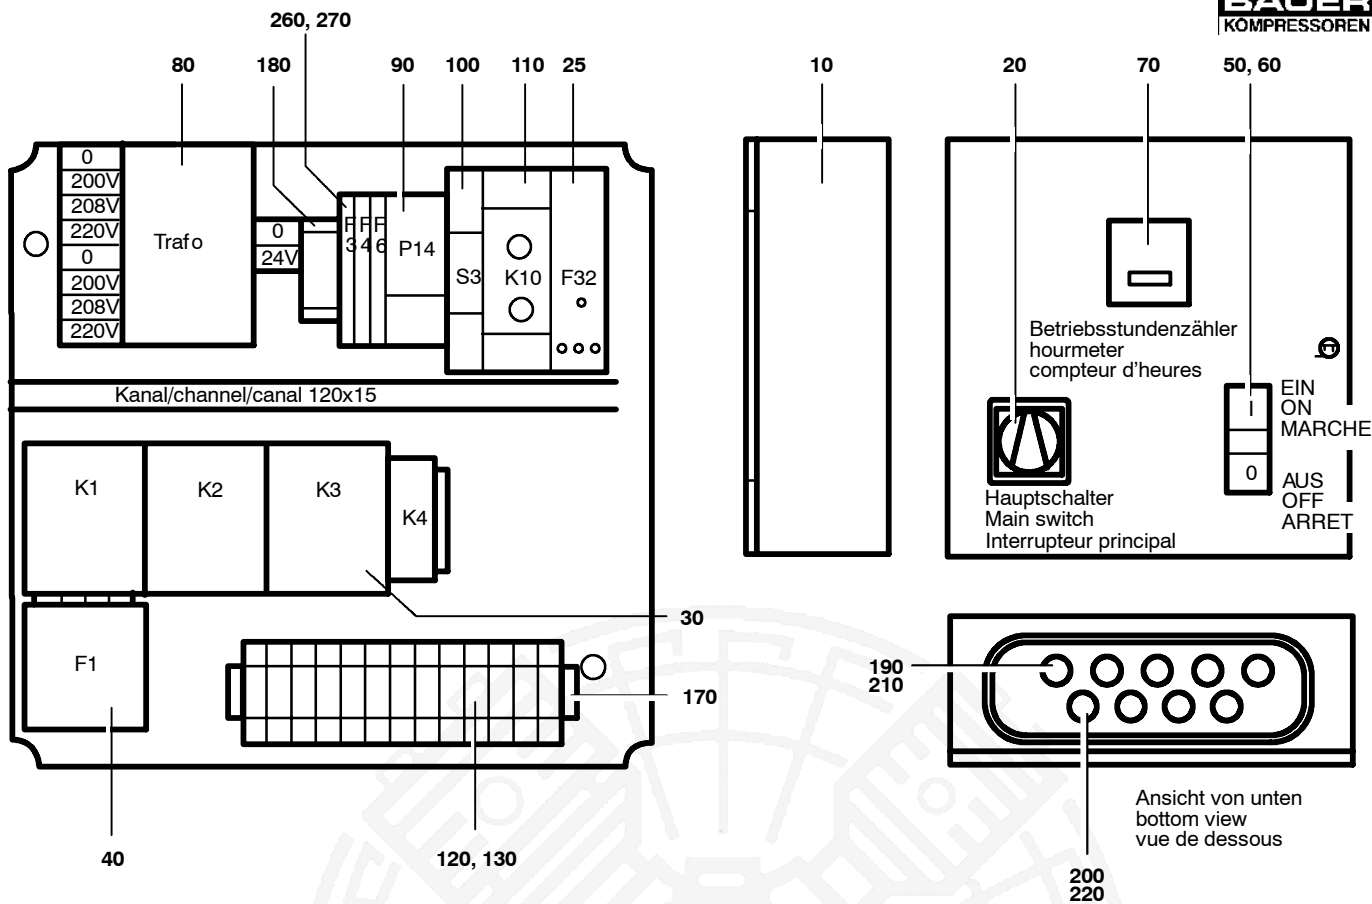 BAUER
KOMPRESSOREN
260, 270
80
180
90
100
110
25
10
20
70
50, 60
0
200V
208V
220V
0
200V
208V
220V
Trafo
0
24V
F
3
F
4
F
6
P14
S3
K10
F32
Kanal/channel/canal 120x15
K1
K2
K3
K4
F1
30
170
40
120, 130
Betriebsstundenzähler
hourmeter
compteur d'heures
Hauptschalter
Main switch
Interrupteur principal
I
0
EIN
ON
MARCHE
AUS
OFF
ARRET
190
210
200
220
Ansicht von unten
bottom view
vue de dessous